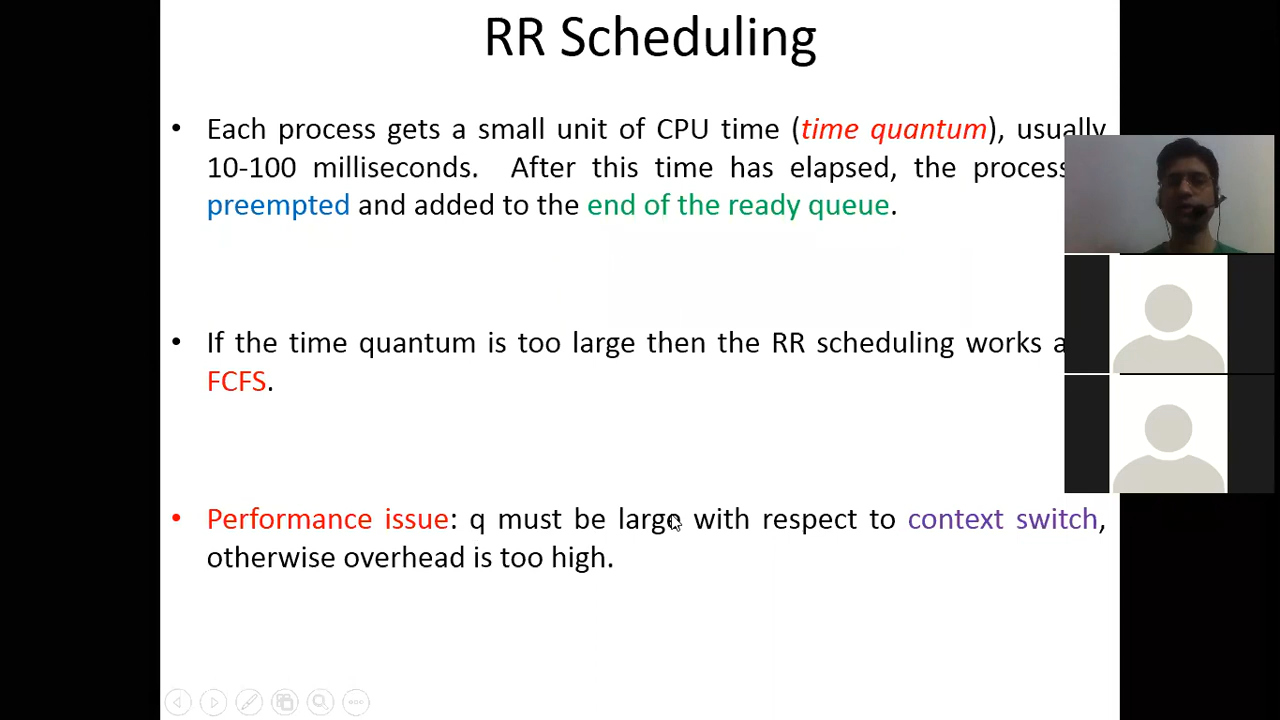 RR Scheduling
• Each process gets a small unit of CPU time (time quantum), usually
10-100 milliseconds. After this time has elapsed, the process
preempted and added to the end of the ready queue.
• If the time quantum is too large then the RR scheduling works
FCFS.
• Performance issue: q must be large with respect to context switch,
otherwise overhead is too high.